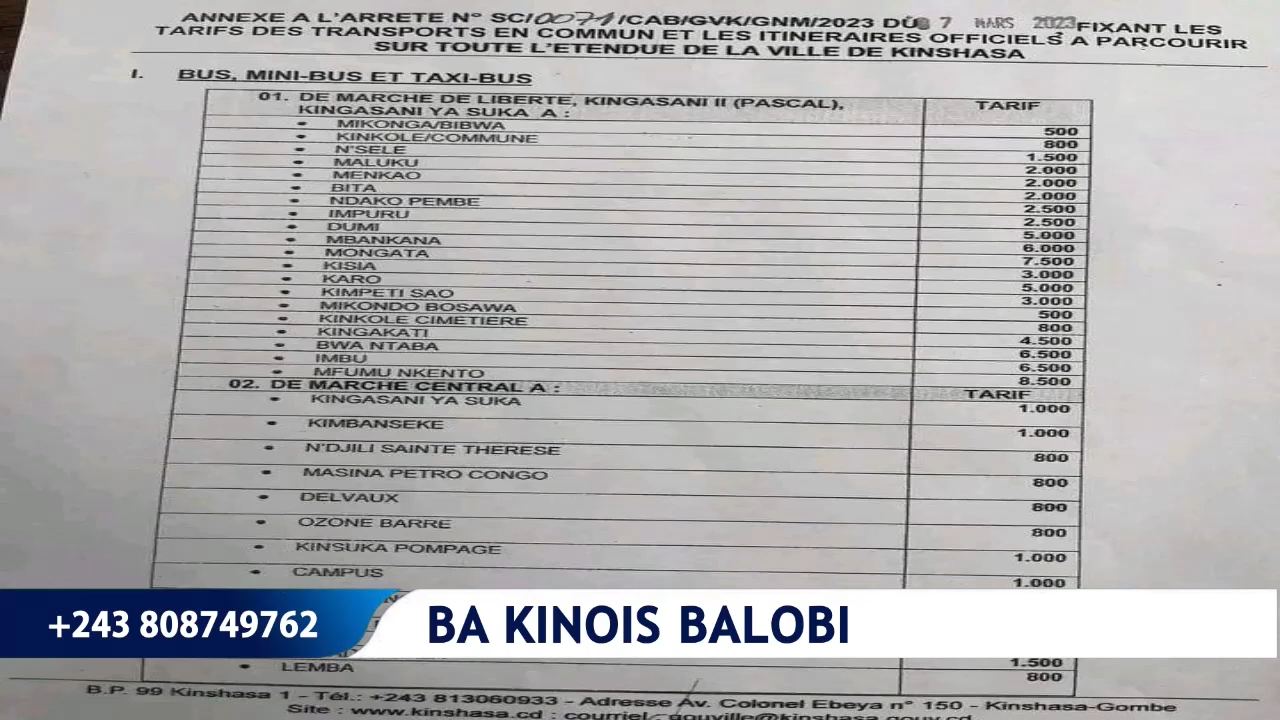 ANNEXE A L'ARRETE N° SC/0071/CAB/GVK/GNM/2023 DU 7 MARS 2023 FIXANT LES
TARIFS DES TRANSPORTS EN COMMUN ET LES ITINERAIRES OFFICIELS A PARCOURIR
SUR TOUTE L'ETENDUE DE LA VILLE DE KINSHASA
I. BUS, MINI-BUS ET TAXI-BUS
01. DE MARCHE DE LIBERTE, KINGASANI II (PASCAL), TARIF
KINGASANI YA SUKA A :
• MIKONGA/BIBWA 500
• KINKOLE/COMMUNE 800
• N'SELE 1.500
• MALUKU 2.000
• MENKAO 2.000
• BITA 2.000
• NDAKO PEMBE 2.500
• IMPURU 2.500
• DUMI 5.000
• MBANKANA 6.000
• MONGATA 7.500
• KISIA 3.000
• KARO 5.000
• KIMPETI SAO 3.000
• MIKONDO BOSAWA 500
• KINKOLE CIMETIERE 800
• KINGAKATI 4.500
• BWA NTABA 6.500
• IMBU 6.500
• MFUMU NKENTO 8.500
02. DE MARCHE CENTRAL A : TARIF
• KINGASANI YA SUKA 1.000
• KIMBANSEKE 1.000
• N'DJILI SAINTE THERESE 800
• MASINA PETRO CONGO 800
• DELVAUX 800
• OZONE BARRE 800
• KINSUKA POMPAGE 1.000
• CAMPUS 1.000
+243 808749762 BA KINOIS BALOBI
1.500
• LEMBA 800
B.P. 99 Kinshasa 1 - Tél.: +243 813060933 - Adresse Av. Colonel Ebeya n° 150 - Kinshasa-Gombe
Site : www.kinshasa.cd ; courriel gouville@kinshasa.gouv.cd